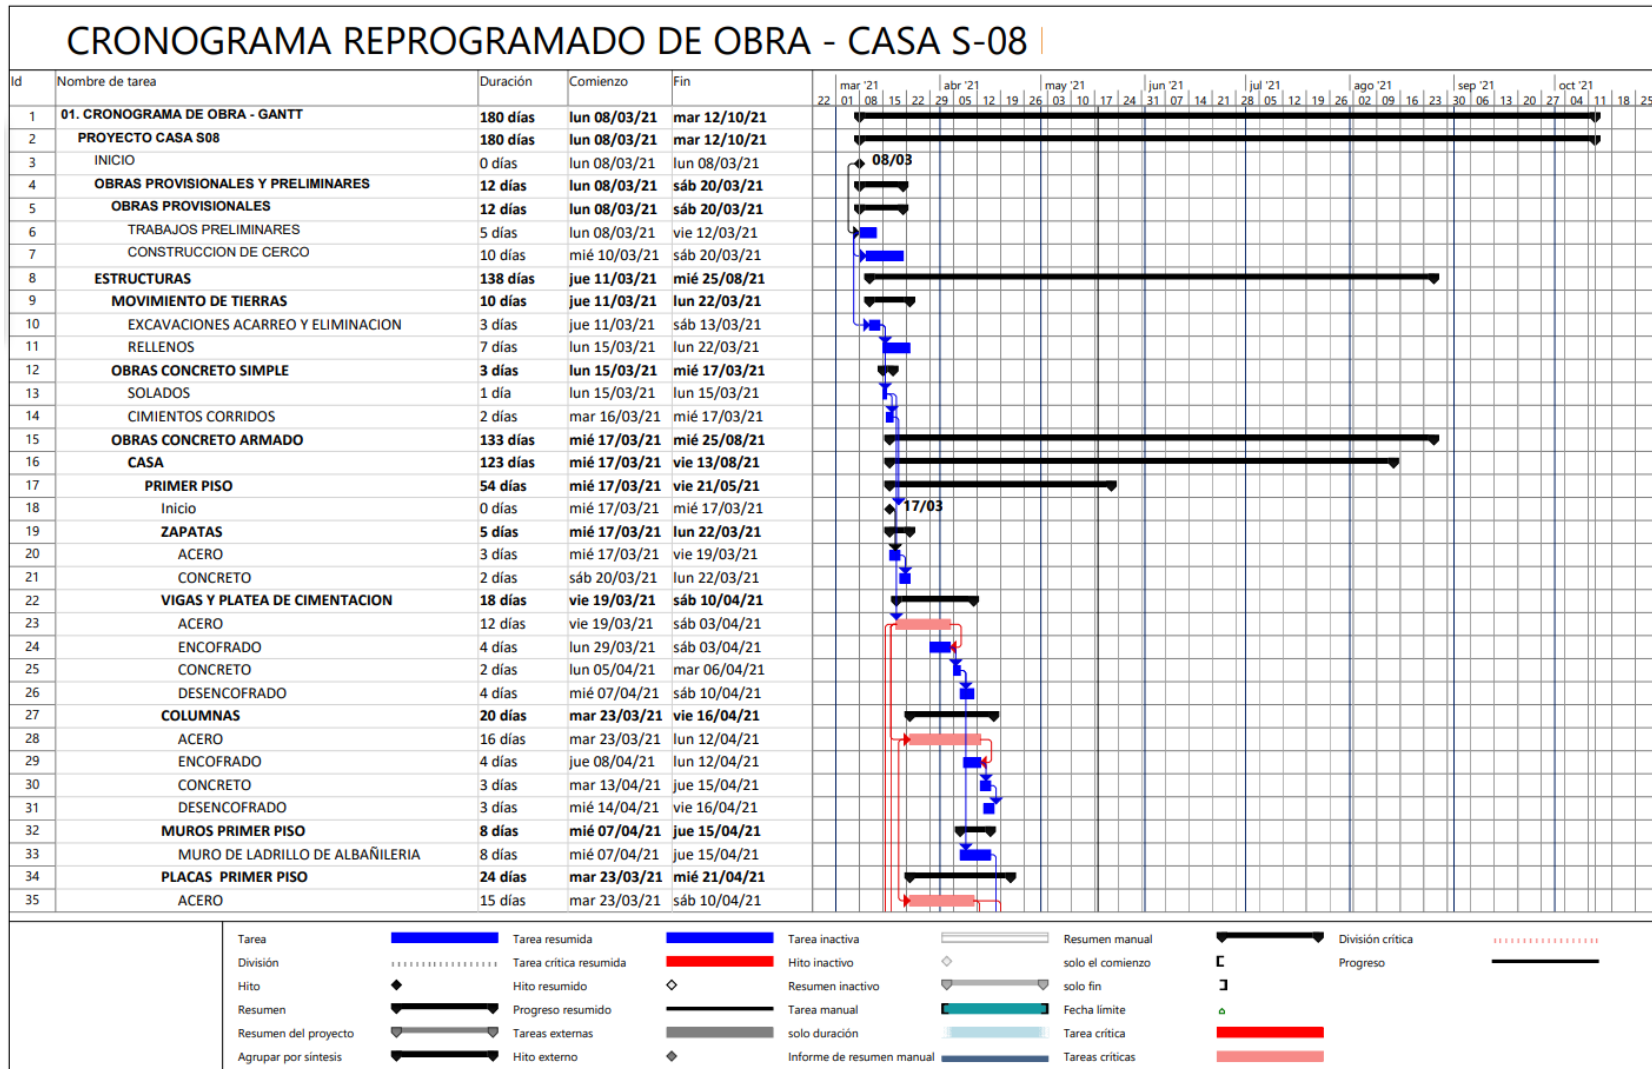 CRONOGRAMA REPROGRAMADO DE OBRA - CASA S-08
Id Nombre de tarea Duración Comienzo Fin mar '21 abr '21 may '21 jun '21 jul '21 ago '21 sep '21 oct '21
22 01 08 15 22 29 05 12 19 26 03 10 17 24 31 07 14 21 28 05 12 19 26 02 09 16 23 30 06 13 20 27 04 11 18 25
1 01. CRONOGRAMA DE OBRA - GANTT 180 días lun 08/03/21 mar 12/10/21
2 PROYECTO CASA S08 180 días lun 08/03/21 mar 12/10/21
3 INICIO 0 días lun 08/03/21 lun 08/03/21 08/03
4 OBRAS PROVISIONALES Y PRELIMINARES 12 días lun 08/03/21 sáb 20/03/21
5 OBRAS PROVISIONALES 12 días lun 08/03/21 sáb 20/03/21
6 TRABAJOS PRELIMINARES 5 días lun 08/03/21 vie 12/03/21
7 CONSTRUCCION DE CERCO 10 días mié 10/03/21 sáb 20/03/21
8 ESTRUCTURAS 138 días jue 11/03/21 mié 25/08/21
9 MOVIMIENTO DE TIERRAS 10 días jue 11/03/21 lun 22/03/21
10 EXCAVACIONES ACARREO Y ELIMINACION 3 días jue 11/03/21 sáb 13/03/21
11 RELLENOS 7 días lun 15/03/21 lun 22/03/21
12 OBRAS CONCRETO SIMPLE 3 días lun 15/03/21 mié 17/03/21
13 SOLADOS 1 día lun 15/03/21 lun 15/03/21
14 CIMIENTOS CORRIDOS 2 días mar 16/03/21 mié 17/03/21
15 OBRAS CONCRETO ARMADO 133 días mié 17/03/21 mié 25/08/21
16 CASA 123 días mié 17/03/21 vie 13/08/21
17 PRIMER PISO 54 días mié 17/03/21 vie 21/05/21
18 Inicio 0 días mié 17/03/21 mié 17/03/21 17/03
19 ZAPATAS 5 días mié 17/03/21 lun 22/03/21
20 ACERO 3 días mié 17/03/21 vie 19/03/21
21 CONCRETO 2 días sáb 20/03/21 lun 22/03/21
22 VIGAS Y PLATEA DE CIMENTACION 18 días vie 19/03/21 sáb 10/04/21
23 ACERO 12 días vie 19/03/21 sáb 03/04/21
24 ENCOFRADO 4 días lun 29/03/21 sáb 03/04/21
25 CONCRETO 2 días lun 05/04/21 mar 06/04/21
26 DESENCOFRADO 4 días mié 07/04/21 sáb 10/04/21
27 COLUMNAS 20 días mar 23/03/21 vie 16/04/21
28 ACERO 16 días mar 23/03/21 lun 12/04/21
29 ENCOFRADO 4 días jue 08/04/21 lun 12/04/21
30 CONCRETO 3 días mar 13/04/21 jue 15/04/21
31 DESENCOFRADO 3 días mié 14/04/21 vie 16/04/21
32 MUROS PRIMER PISO 8 días mié 07/04/21 jue 15/04/21
33 MURO DE LADRILLO DE ALBAÑILERIA 8 días mié 07/04/21 jue 15/04/21
34 PLACAS PRIMER PISO 24 días mar 23/03/21 mié 21/04/21
35 ACERO 15 días mar 23/03/21 sáb 10/04/21
Tarea Tarea resumida Tarea inactiva Resumen manual División crítica
División Tarea crítica resumida Hito inactivo solo el comienzo Progreso
Hito Hito resumido Resumen inactivo solo fin
Resumen Progreso resumido Tarea manual Fecha límite
Resumen del proyecto Tareas externas solo duración Tarea crítica
Agrupar por síntesis Hito externo Informe de resumen manual Tareas críticas